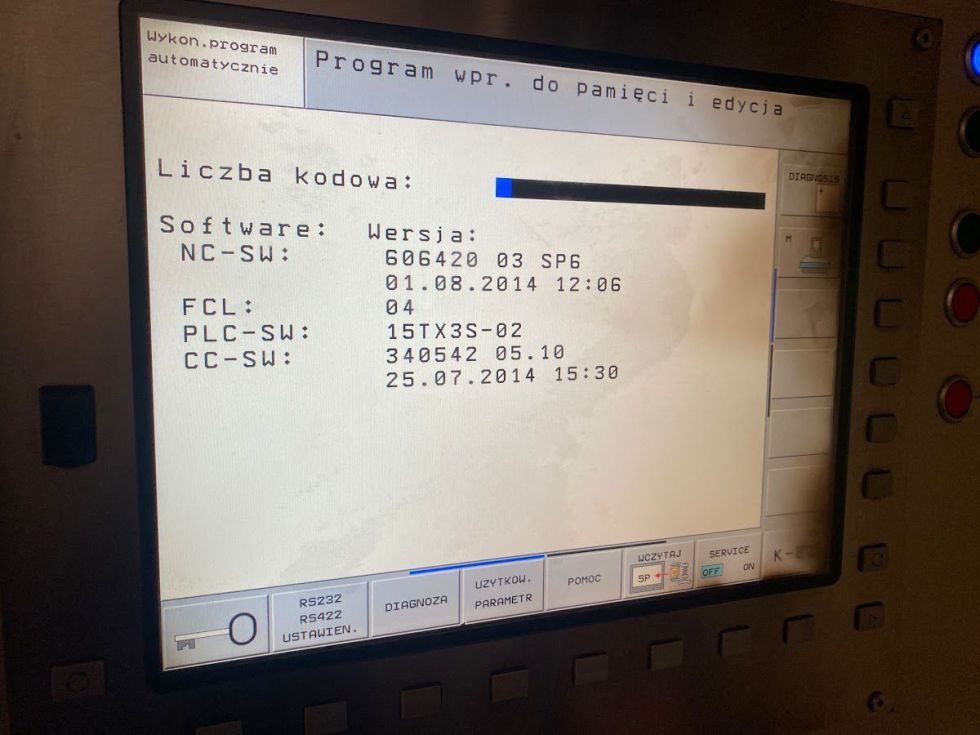 Wykon.program
automatycznie
Program wpr. do pamięci i edycja
Liczba kodowa:
Software: Wersja:
NC-SW: 606420 03 SP6
01.08.2014 12:06
FCL: 04
PLC-SW: 15TX3S-02
CC-SW: 340542 05.10
25.07.2014 15:30
DIAGNOSIS
M
RS232
RS422
USTAWIEN.
DIAGNOZA
UZYTKOW.
PARAMETR
POMOC
WCZYTAJ
SP
SERVICE
OFF ON